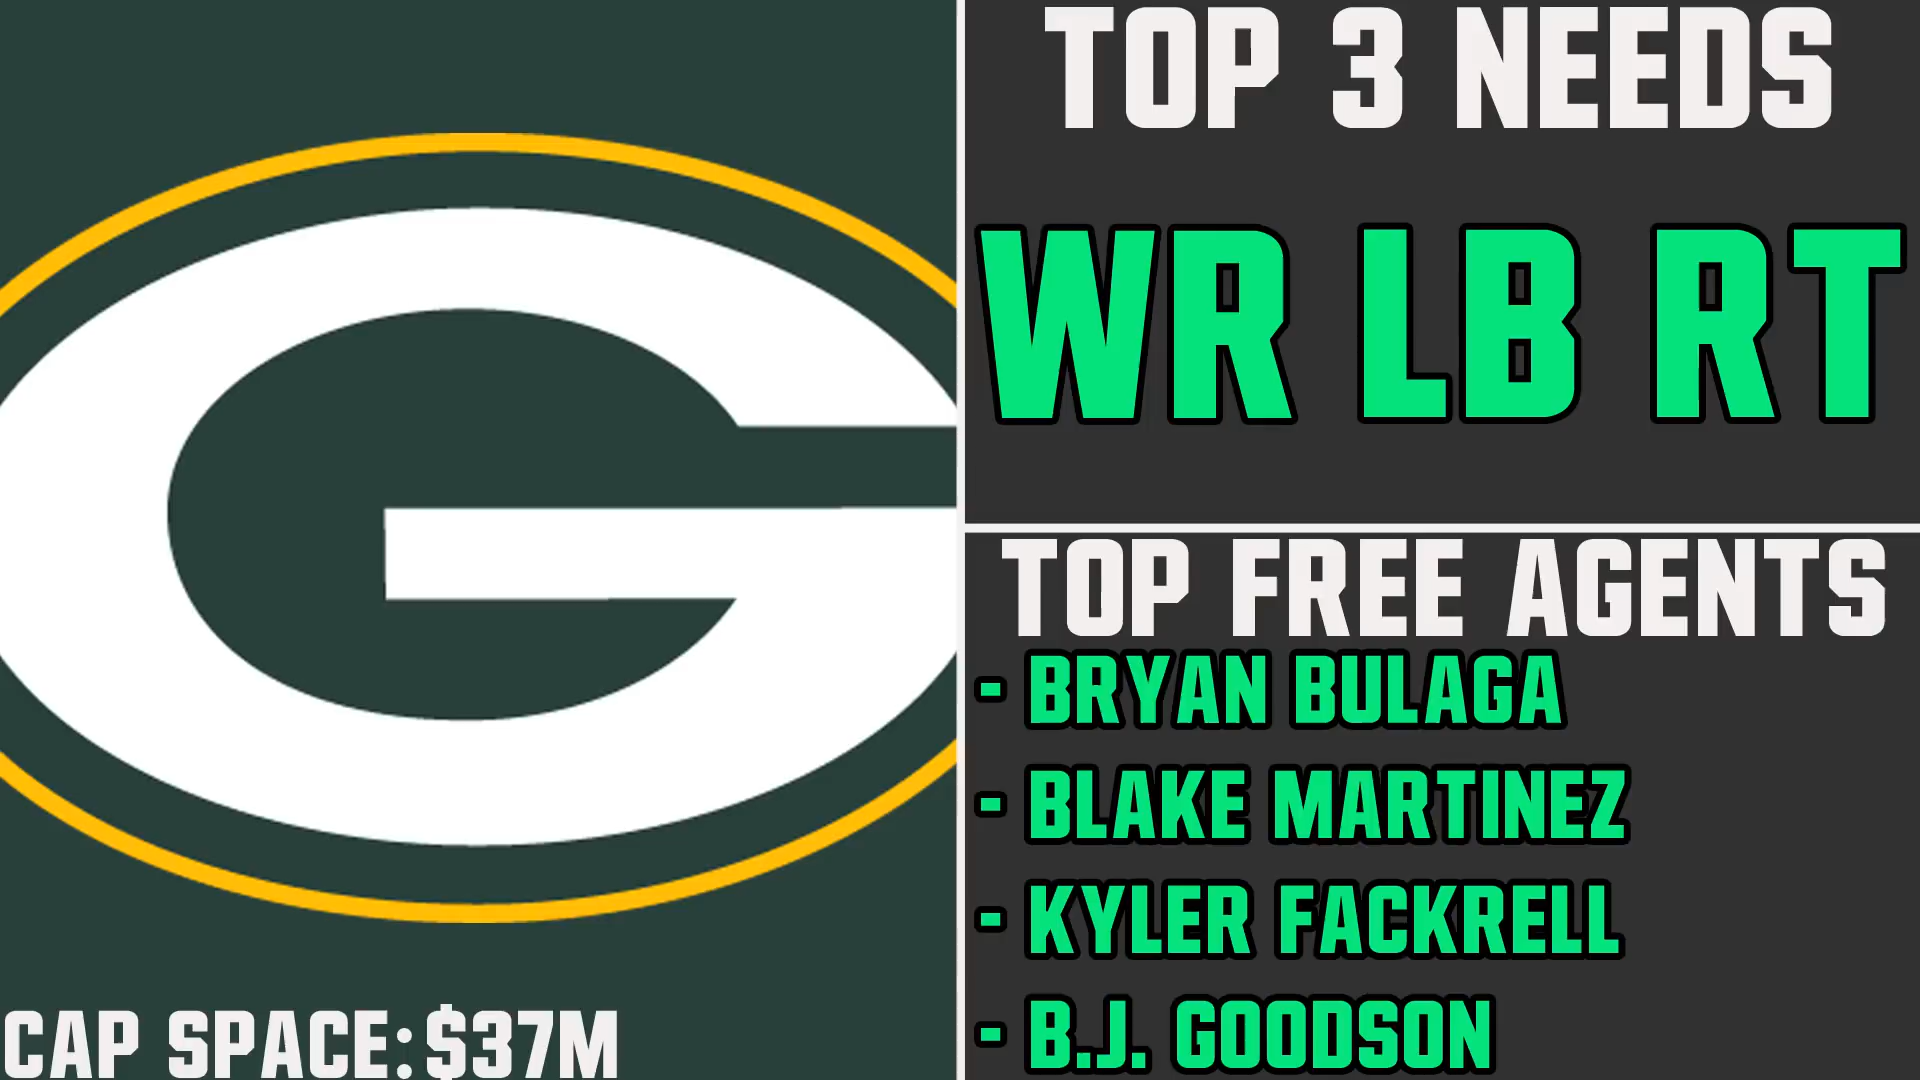 TOP 3 NEEDS
WR LB RT
TOP FREE AGENTS
- BRYAN BULAGA
- BLAKE MARTINEZ
- KYLER FACKRELL
- B.J. GOODSON
G
CAP SPACE: $37M